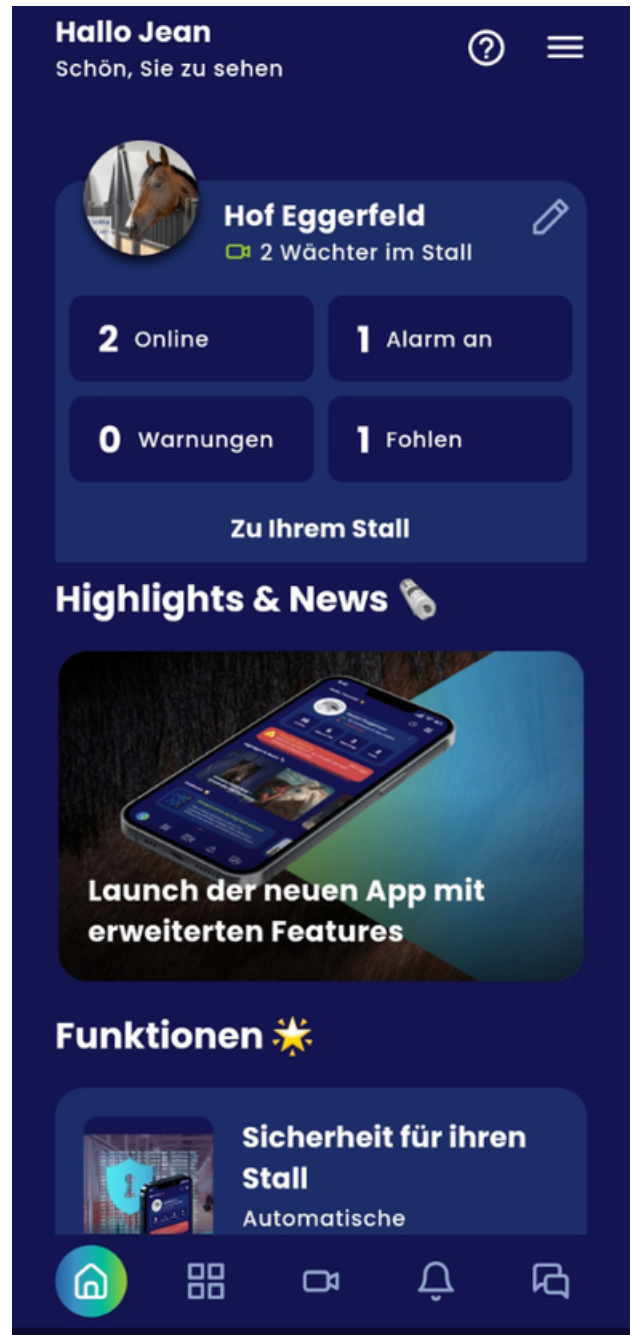 Hallo Jean
Schön, Sie zu sehen
Hof Eggerfeld
2 Wächter im Stall
2 Online
1 Alarm an
0 Warnungen
1 Fohlen
Zu Ihrem Stall
Highlights & News
Launch der neuen App mit
erweiterten Features
Funktionen
Sicherheit für ihren
Stall
Automatische